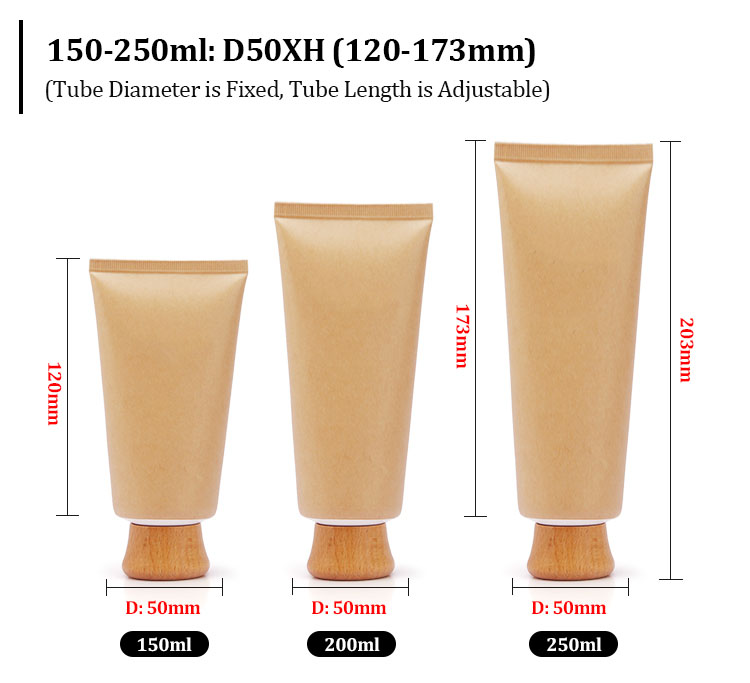 150-250ml: D50XH (120-173mm)
(Tube Diameter is Fixed, Tube Length is Adjustable)
120mm
173mm
203mm
D: 50mm
D: 50mm
D: 50mm
150ml
200ml
250ml